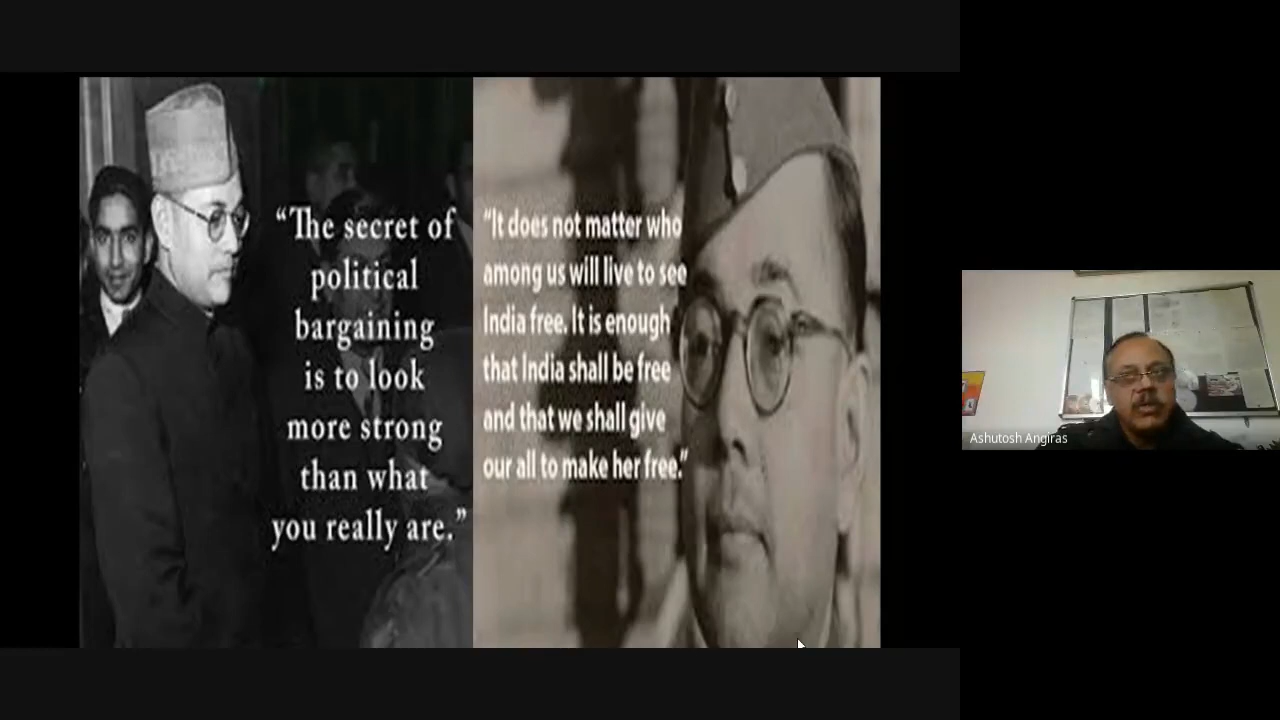 “The secret of
political
bargaining
is to look
more strong
than what
you really are.”
“It does not matter who
among us will live to see
India free. It is enough
that India shall be free
and that we shall give
our all to make her free.”
Ashutosh Angiras